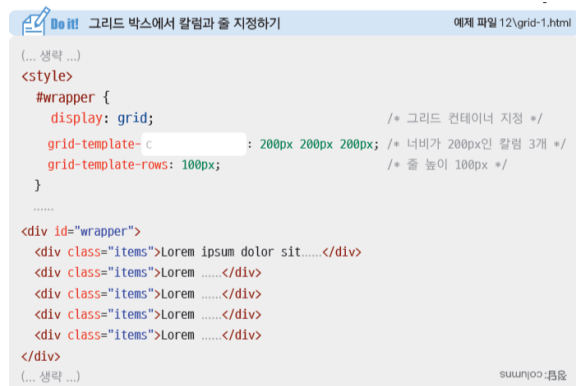 Do it! 그리드 박스에서 칼럼과 줄 지정하기 예제 파일 12\grid-1.html
(... 생략 ...)
<style>
#wrapper {
display: grid; /* 그리드 컨테이너 지정 */
grid-template-c : 200px 200px 200px; /* 너비가 200px인 칼럼 3개 */
grid-template-rows: 100px; /* 줄 높이 100px */
}
......
<div id="wrapper">
<div class="items">Lorem ipsum dolor sit......</div>
<div class="items">Lorem ......</div>
<div class="items">Lorem ......</div>
<div class="items">Lorem ......</div>
<div class="items">Lorem ......</div>
</div>
(... 생략 ...) 정답: columns